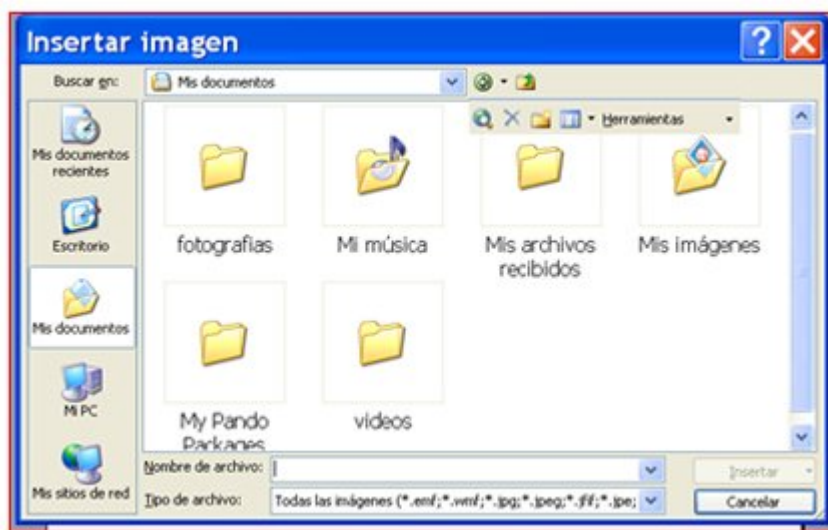 Insertar imagen
Buscar en: Mis documentos
Herramientas
Mis documentos
recientes
Escritorio
Mis documentos
Mi PC
Mis sitios de red
fotografias
Mi música
Mis archivos
recibidos
Mis imágenes
My Pando
Packages
videos
Nombre de archivo:
Insertar
Tipo de archivo: Todas las imágenes (*.emf;*.wmf;*.jpg;*.jpeg;*.jfif;*.jpe;
Cancelar